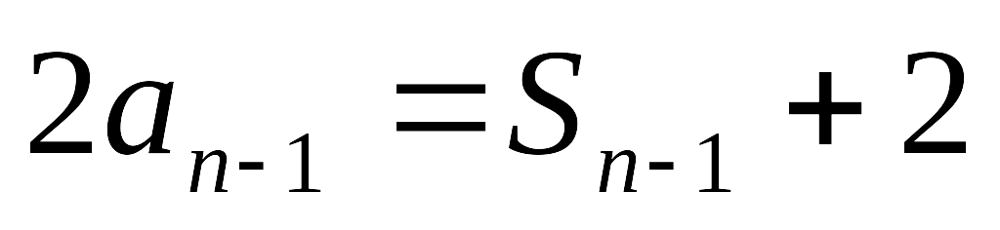 2a_{n-1} = S_{n-1} + 2